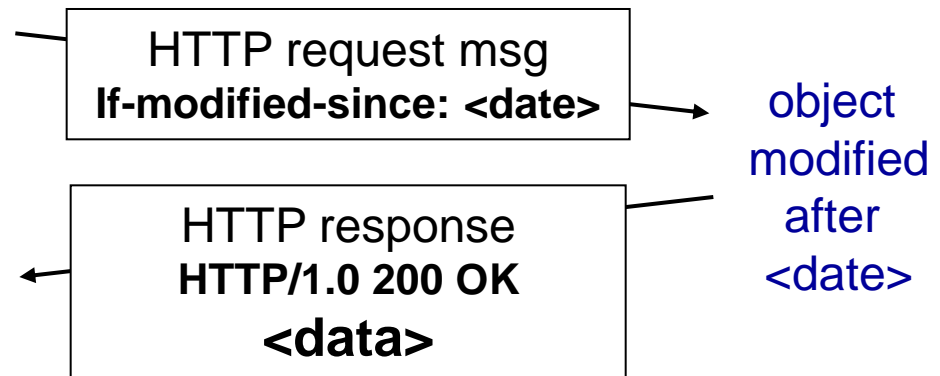 HTTP request msg
If-modified-since: <date>
object
modified
after
<date>
HTTP response
HTTP/1.0 200 OK
<data>